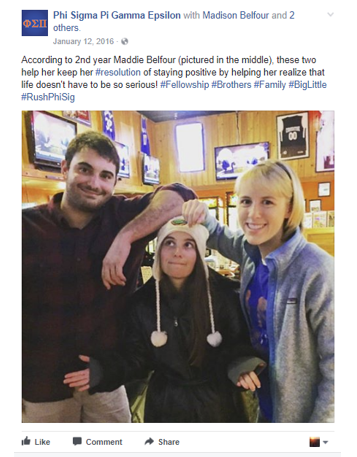 ΦΣΠ
Phi Sigma Pi Gamma Epsilon with Madison Belfour and 2
others.
January 12, 2016 ·
According to 2nd year Maddie Belfour (pictured in the middle), these two
help her keep her #resolution of staying positive by helping her realize that
life doesn't have to be so serious! #Fellowship #Brothers #Family #BigLittle
#RushPhiSig
00
Like Comment Share